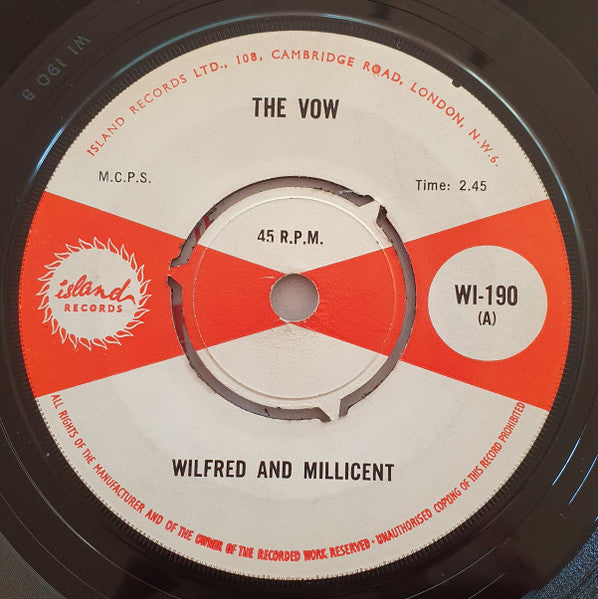 WI 190 B
ISLAND RECORDS LTD., 108, CAMBRIDGE ROAD, LONDON, N.W.6.
THE VOW
M.C.P.S.
Time: 2.45
45 R.P.M.
island
RECORDS
WI-190
(A)
WILFRED AND MILLICENT
ALL RIGHTS OF THE MANUFACTURER AND OF THE OWNER OF THE RECORDED WORK RESERVED · UNAUTHORISED COPYING OF THIS RECORD PROHIBITED